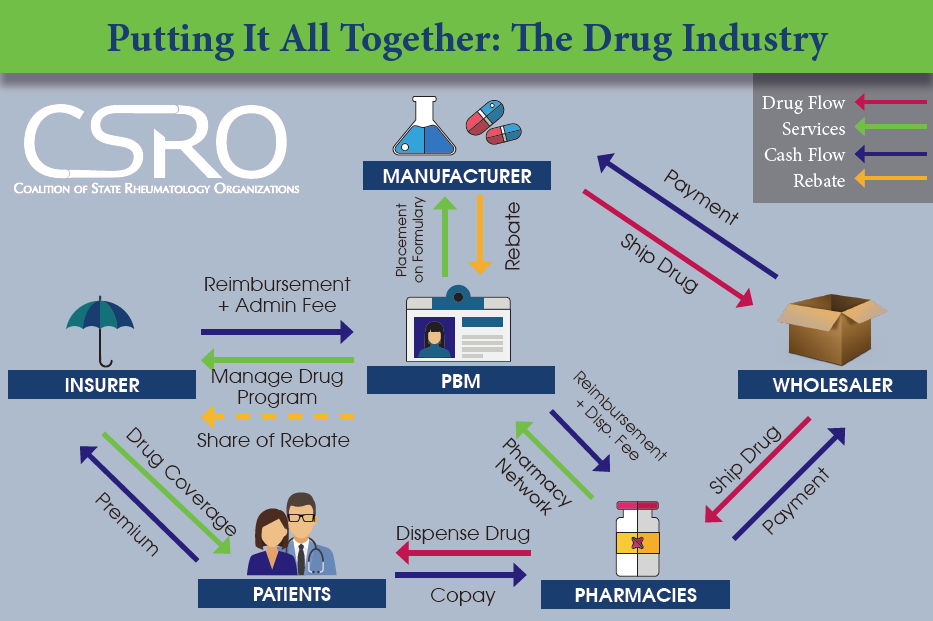 Putting It All Together: The Drug Industry
CSRO
Coalition of State Rheumatology Organizations
Drug Flow
Services
Cash Flow
Rebate
MANUFACTURER
Placement
on Formulary
Rebate
Payment
Ship Drug
Reimbursement
+ Admin Fee
INSURER
Manage Drug
Program
Share of Rebate
PBM
WHOLESALER
Reimbursement
+ Disp. Fee
Pharmacy
Network
Ship Drug
Payment
Drug Coverage
Premium
Dispense Drug
Copay
PATIENTS
PHARMACIES